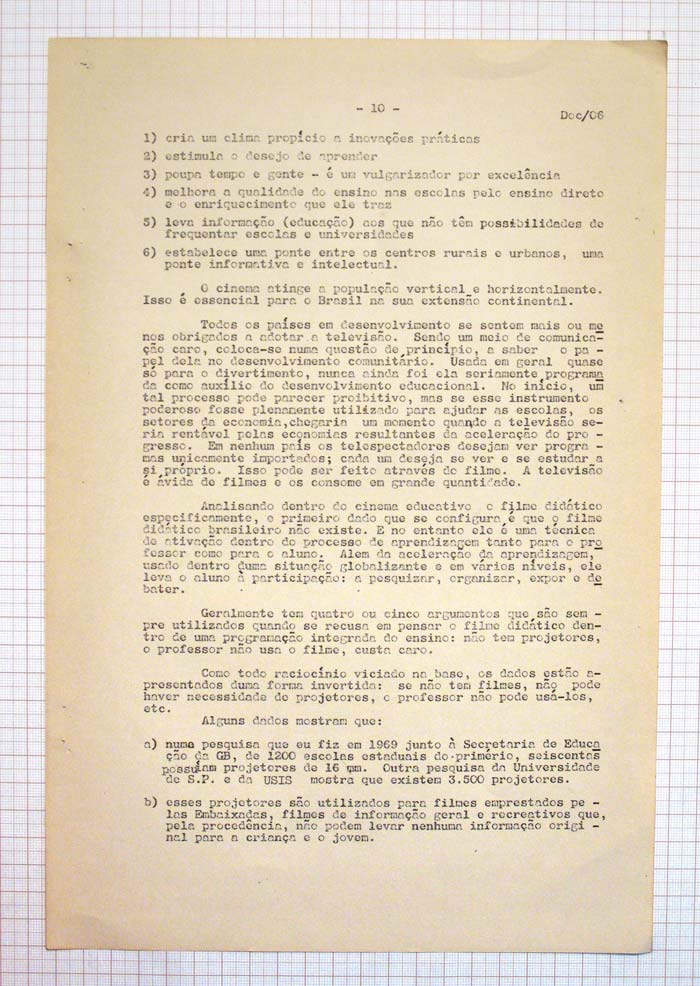 - 10 -
Doc/06
1) cria um clima propício a inovações práticas
2) estimula o desejo de aprender
3) poupa tempo e gente - é um vulgarizador por excelência
4) melhora a qualidade do ensino nas escolas pelo ensino direto
e o enriquecimento que ele traz
5) leva informação (educação) aos que não têm possibilidades de
frequentar escolas e universidades
6) estabelece uma ponte entre os centros rurais e urbanos, uma
ponte informativa e intelectual.
O cinema atinge a população vertical e horizontalmente.
Isso é essencial para o Brasil na sua extensão continental.
Todos os países em desenvolvimento se sentem mais ou me
nos obrigados a adotar a televisão. Sendo um meio de comunica-
ção caro, coloca-se numa questão de princípio, a saber o pa-
pel dela no desenvolvimento comunitário. Usada em geral quase
só para o divertimento, nunca ainda foi ela seriamente programa
da como auxílio do desenvolvimento educacional. No início, um
tal processo pode parecer proibitivo, mas se esse instrumento
poderoso fosse plenamente utilizado para ajudar as escolas, os
setores da economia,chegaria um momento quando a televisão se-
ria rentável pelas economias resultantes da aceleração do pro -
gresso. Em nenhum país os telespectadores desejam ver progra -
mas unicamente importados; cada um deseja se ver e se estudar a
si próprio. Isso pode ser feito através do filme. A televisão
é ávida de filmes e os consome em grande quantidade.
Analisando dentro do cinema educativo o filme didático
especificamente, o primeiro dado que se configura é que o filme
didático brasileiro não existe. E no entanto ele é uma técnica
de ativação dentro do processo de aprendizagem tanto para o pro
fessor como para o aluno. Alem da aceleração da aprendizagem,
usado dentro duma situação globalizante e em vários níveis, ele
leva o aluno à participação: a pesquizar, organizar, expor e de
bater.
Geralmente tem quatro ou cinco argumentos que são sem -
pre utilizados quando se recusa em pensar o filme didático den-
tro de uma programação integrada do ensino: não tem projetores,
o professor não usa o filme, custa caro.
Como todo raciocínio viciado na base, os dados estão a-
presentados duma forma invertida: se não tem filmes, não pode
haver necessidade de projetores, o professor não pode usá-los,
etc.
Alguns dados mostram que:
a) numa pesquisa que eu fiz em 1969 junto à Secretaria de Educa
ção da GB, de 1200 escolas estaduais do primério, seiscentas
possuiam projetores de 16 mm. Outra pesquisa da Universidade
de S.P. e da USIS mostra que existem 3.500 projetores.
b) esses projetores são utilizados para filmes emprestados pe -
las Embaixadas, filmes de informação geral e recreativos que,
pela procedência, não podem levar nenhuma informação origi -
nal para a criança e o jovem.